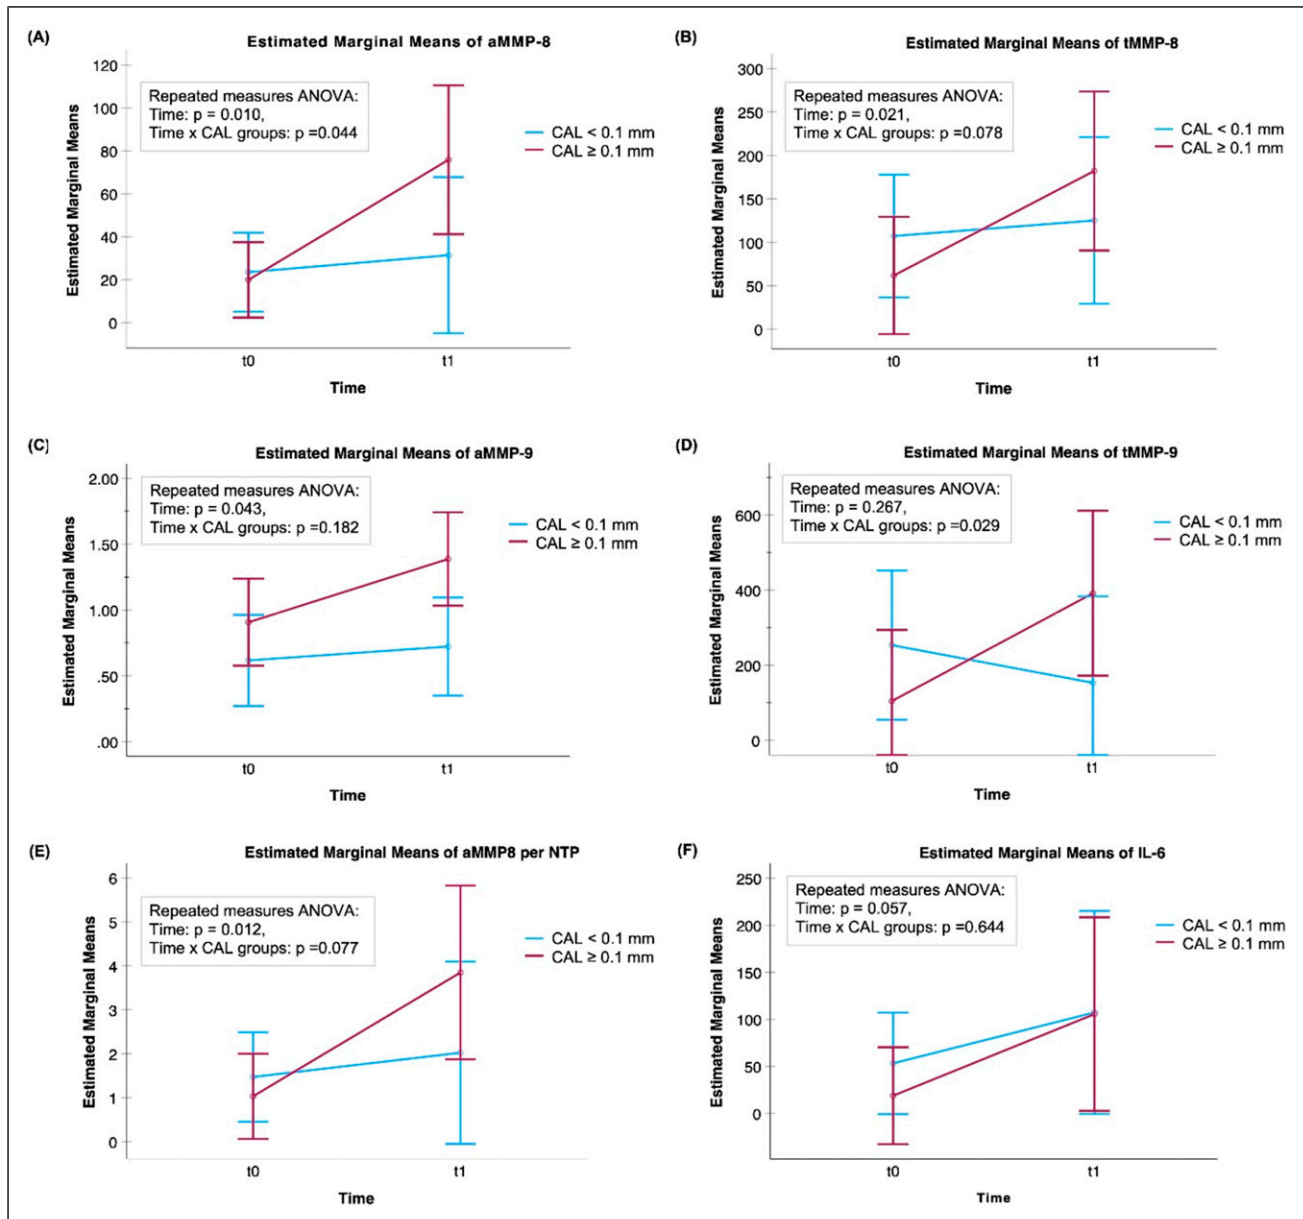 (A)
Estimated Marginal Means of aMMP-8
Estimated Marginal Means
120
100
80
60
40
20
0
Repeated measures ANOVA:
Time: p = 0.010,
Time x CAL groups: p =0.044
CAL < 0.1 mm
CAL ≥ 0.1 mm
t0
t1
Time
(B)
Estimated Marginal Means of tMMP-8
Estimated Marginal Means
300
250
200
150
100
50
0
Repeated measures ANOVA:
Time: p = 0.021,
Time x CAL groups: p =0.078
CAL < 0.1 mm
CAL ≥ 0.1 mm
t0
t1
Time
(C)
Estimated Marginal Means of aMMP-9
Estimated Marginal Means
2.00
1.50
1.00
.50
.00
Repeated measures ANOVA:
Time: p = 0.043,
Time x CAL groups: p =0.182
CAL < 0.1 mm
CAL ≥ 0.1 mm
t0
t1
Time
(D)
Estimated Marginal Means of tMMP-9
Estimated Marginal Means
600
400
200
0
Repeated measures ANOVA:
Time: p = 0.267,
Time x CAL groups: p =0.029
CAL < 0.1 mm
CAL ≥ 0.1 mm
t0
t1
Time
(E)
Estimated Marginal Means of aMMP8 per NTP
Estimated Marginal Means
6
5
4
3
2
1
0
Repeated measures ANOVA:
Time: p = 0.012,
Time x CAL groups: p =0.077
CAL < 0.1 mm
CAL ≥ 0.1 mm
t0
t1
Time
(F)
Estimated Marginal Means of IL-6
Estimated Marginal Means
250
200
150
100
50
0
Repeated measures ANOVA:
Time: p = 0.057,
Time x CAL groups: p =0.644
CAL < 0.1 mm
CAL ≥ 0.1 mm
t0
t1
Time